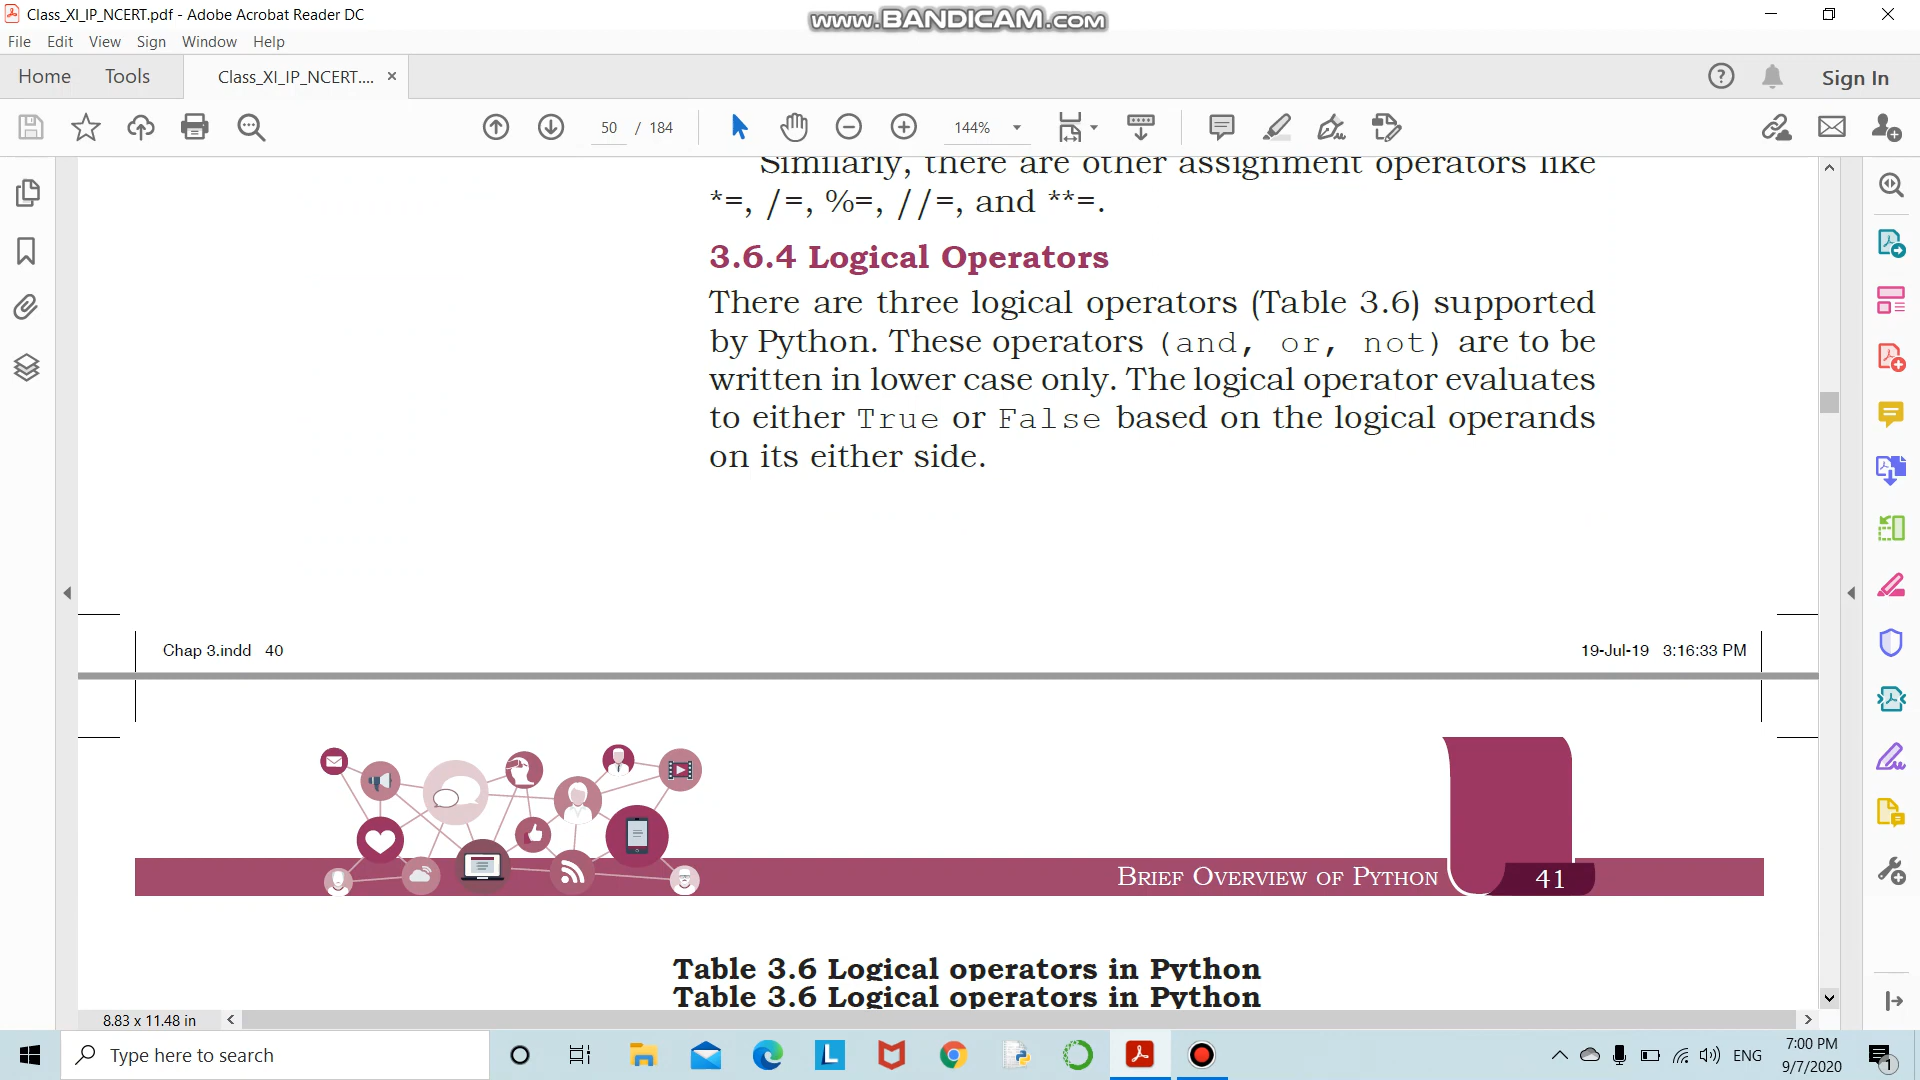 Class_XI_IP_NCERT.pdf - Adobe Acrobat Reader DC
www.BANDICAM.com
File Edit View Sign Window Help
Home Tools Class_XI_IP_NCERT.... × Sign In
50 / 184 144%
Similarly, there are other assignment operators like
*=, /=, %=, //=, and **=.
3.6.4 Logical Operators
There are three logical operators (Table 3.6) supported
by Python. These operators (and, or, not) are to be
written in lower case only. The logical operator evaluates
to either True or False based on the logical operands
on its either side.
Chap 3.indd 40 19-Jul-19 3:16:33 PM
BRIEF OVERVIEW OF PYTHON 41
Table 3.6 Logical operators in Python
Table 3.6 Logical operators in Python
8.83 x 11.48 in
Type here to search
L
ENG
7:00 PM
9/7/2020
1